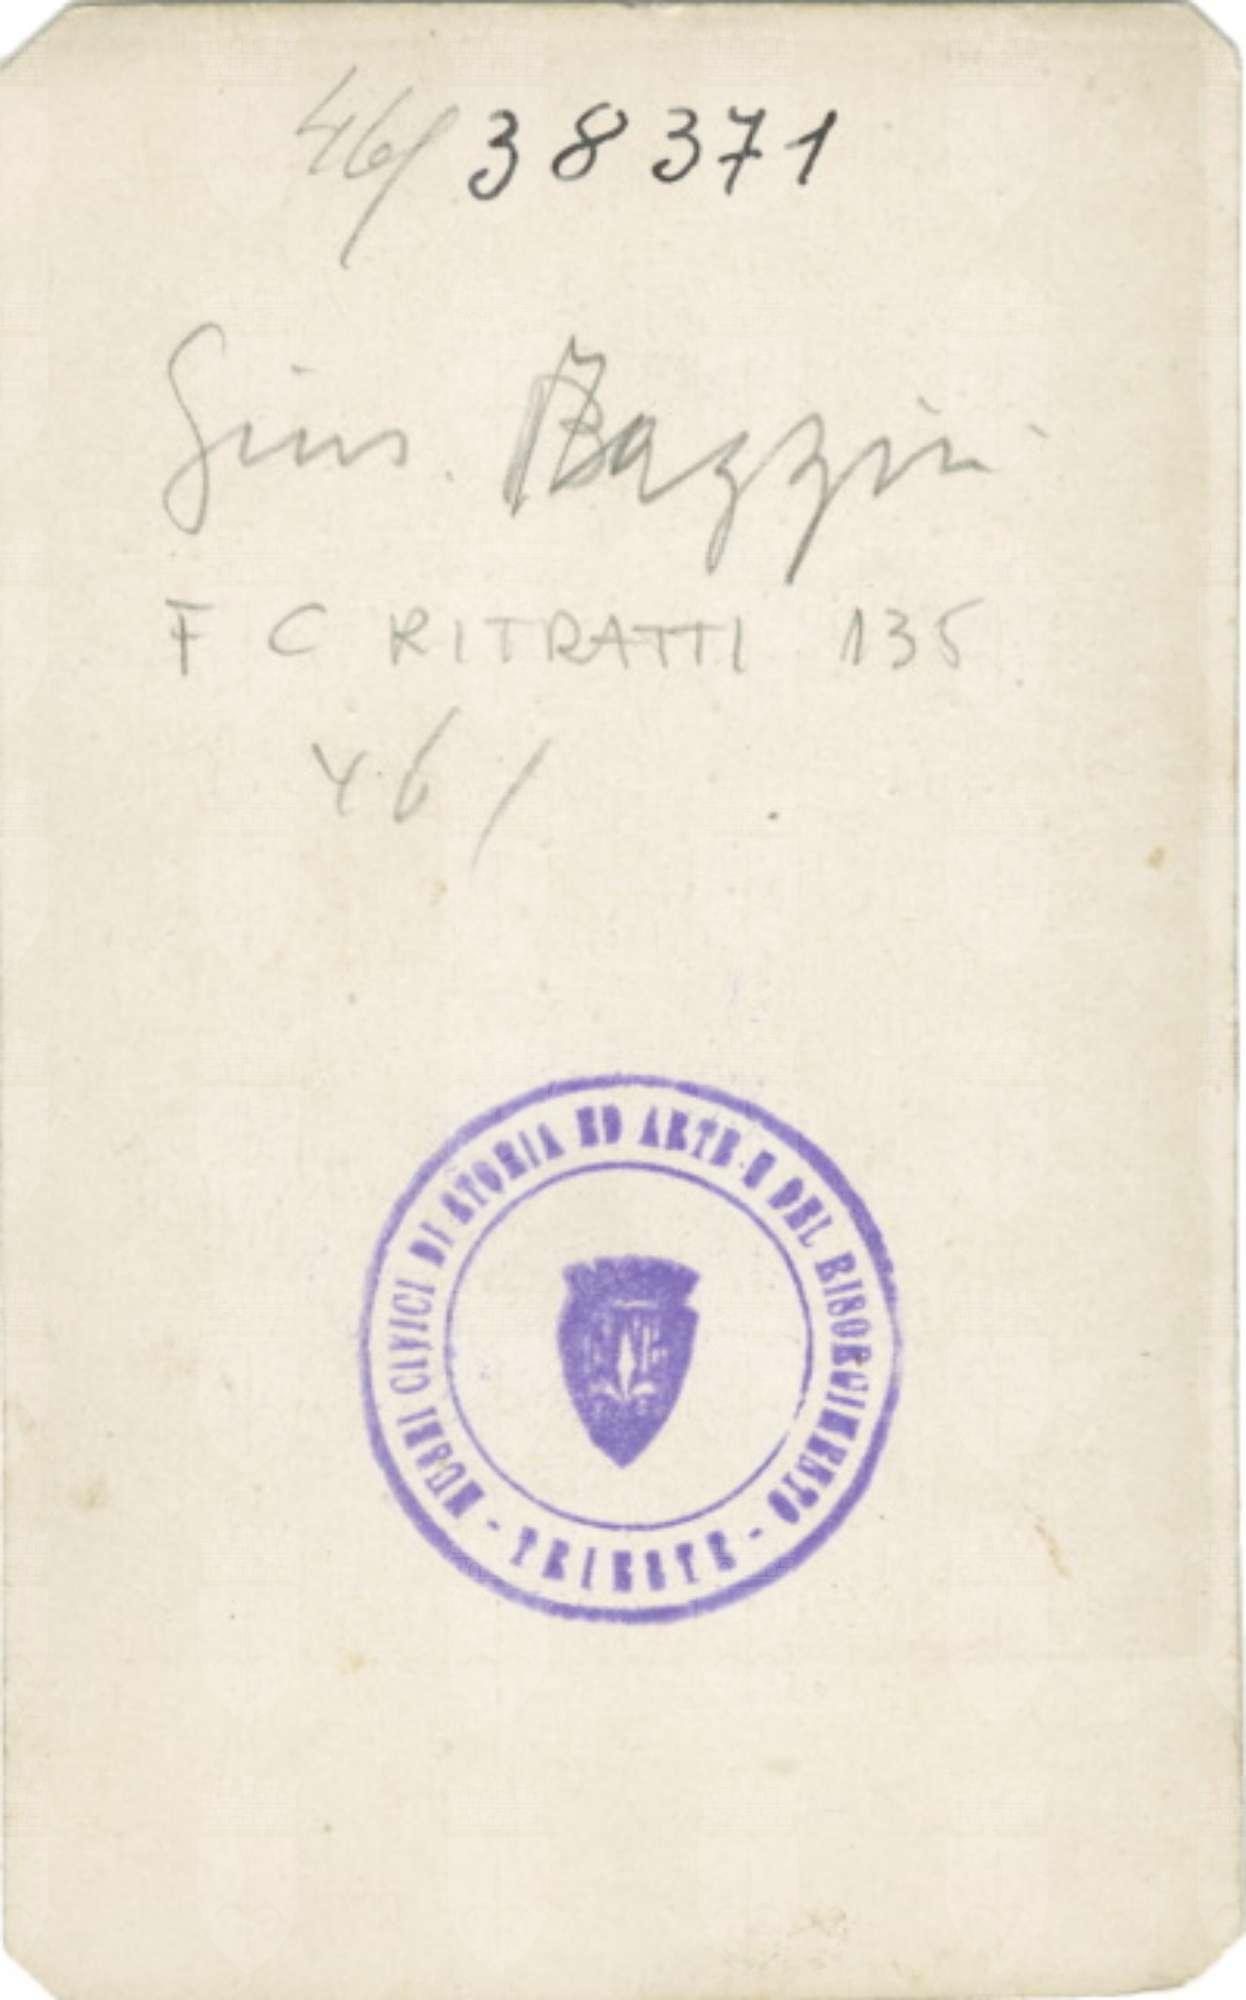 46/ 38371
Gius. Bazzini
F C RITRATTI 135
46/
MUSEI CIVICI DI STORIA ED ARTE E DEL RISORGIMENTO
- TRIESTE -